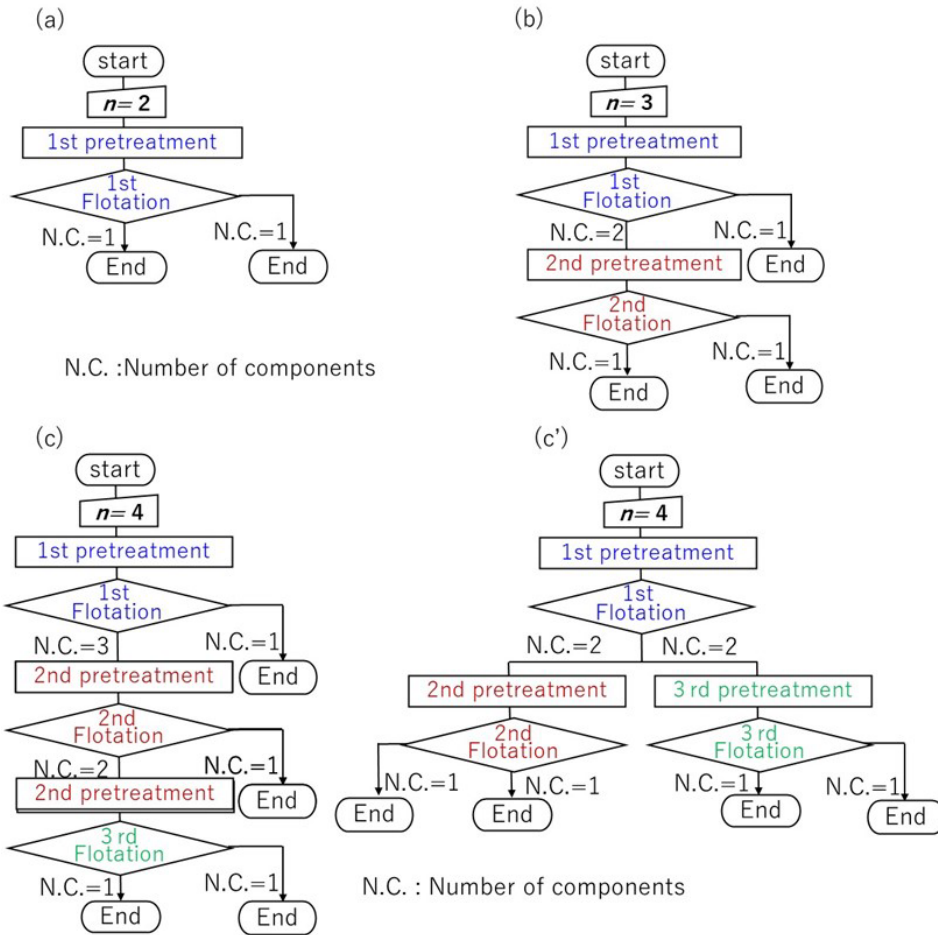 (a)
start
n= 2
1st pretreatment
1st
Flotation
N.C.=1
N.C.=1
End
End
N.C. :Number of components
(b)
start
n= 3
1st pretreatment
1st
Flotation
N.C.=2
N.C.=1
2nd pretreatment
End
2nd
Flotation
N.C.=1
N.C.=1
End
End
(c)
start
n= 4
1st pretreatment
1st
Flotation
N.C.=3
N.C.=1
2nd pretreatment
End
2nd
Flotation
N.C.=2
N.C.=1
2nd pretreatment
End
3 rd
Flotation
N.C.=1
N.C.=1
End
End
(c’)
start
n= 4
1st pretreatment
1st
Flotation
N.C.=2
N.C.=2
2nd pretreatment
3 rd pretreatment
2nd
Flotation
3 rd
Flotation
N.C.=1
N.C.=1
N.C.=1
N.C.=1
End
End
End
End
N.C. : Number of components